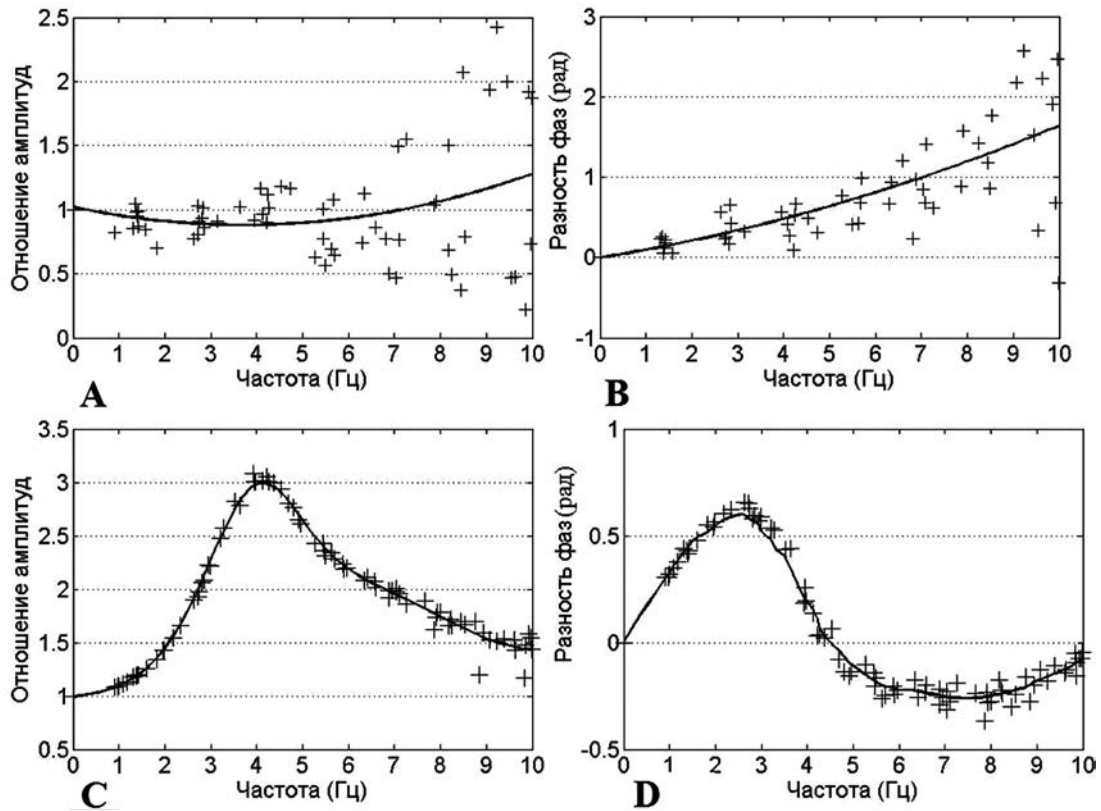 2.5
2
1.5
1
0.5
0
Отношение амплитуд
0 1 2 3 4 5 6 7 8 9 10
Частота (Гц)
A
3
2
1
0
-1
Разность фаз (рад)
0 1 2 3 4 5 6 7 8 9 10
Частота (Гц)
B
3.5
3
2.5
2
1.5
1
0.5
Отношение амплитуд
0 1 2 3 4 5 6 7 8 9 10
Частота (Гц)
C
1
0.5
0
-0.5
Разность фаз (рад)
0 1 2 3 4 5 6 7 8 9 10
Частота (Гц)
D